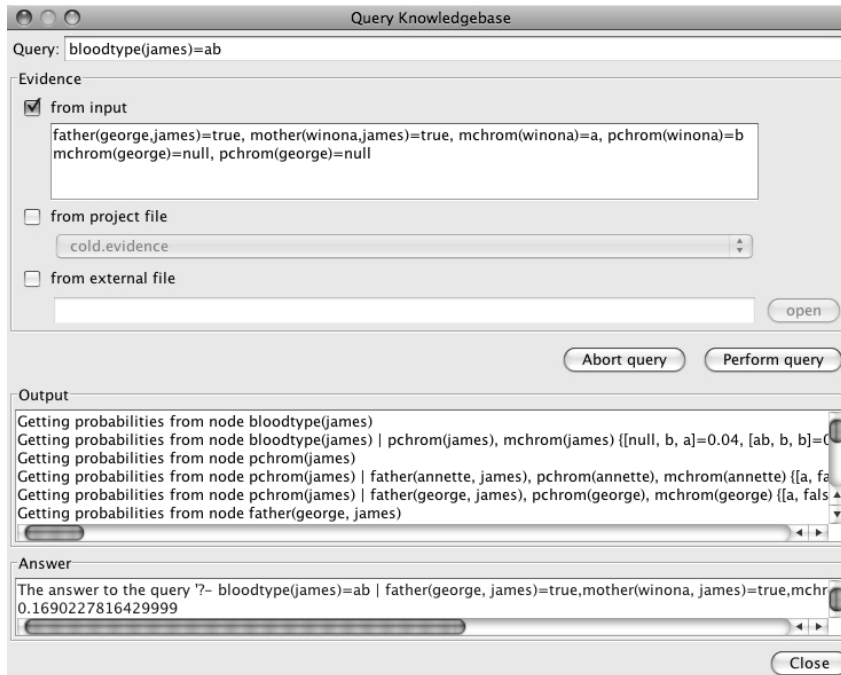 Query Knowledgebase
Query: bloodtype(james)=ab
Evidence
from input
father(george,james)=true, mother(winona,james)=true, mchrom(winona)=a, pchrom(winona)=b
mchrom(george)=null, pchrom(george)=null
from project file
cold.evidence
from external file
open
Abort query Perform query
Output
Getting probabilities from node bloodtype(james)
Getting probabilities from node bloodtype(james) | pchrom(james), mchrom(james) {[null, b, a]=0.04, [ab, b, b]=0
Getting probabilities from node pchrom(james)
Getting probabilities from node pchrom(james) | father(annette, james), pchrom(annette), mchrom(annette) {[a, fa
Getting probabilities from node pchrom(james) | father(george, james), pchrom(george), mchrom(george) {[a, fals
Getting probabilities from node father(george, james)
Answer
The answer to the query '?- bloodtype(james)=ab | father(george, james)=true,mother(winona, james)=true,mchr
0.1690227816429999
Close